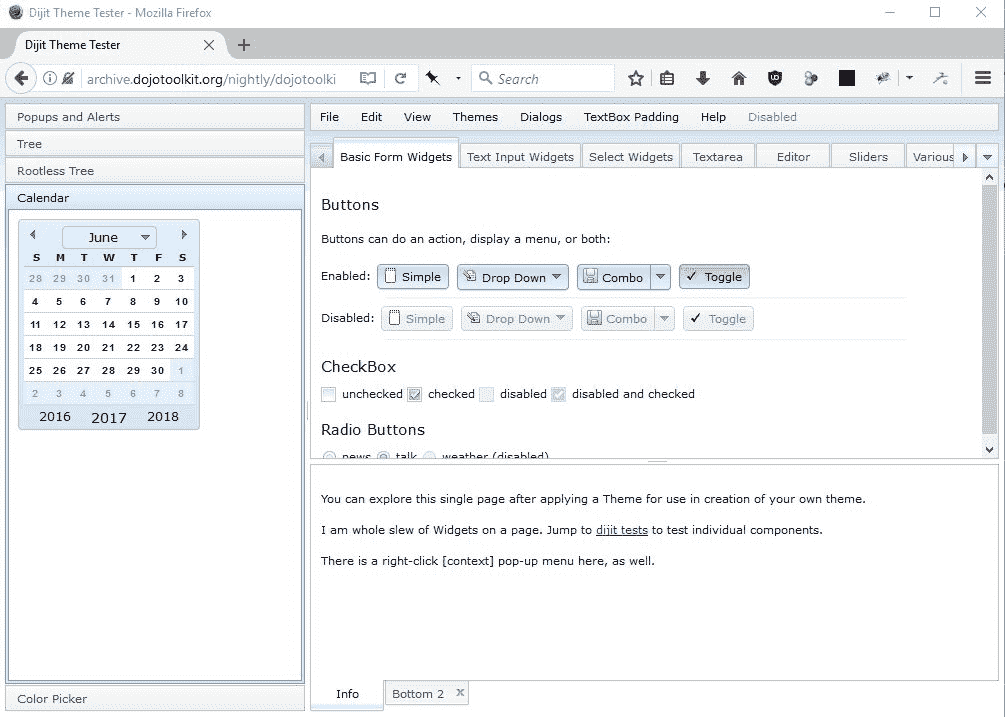 Dijit Theme Tester - Mozilla Firefox
Dijit Theme Tester
archive.dojotoolkit.org/nightly/dojotoolki
Search
Popups and Alerts
Tree
Rootless Tree
Calendar
June
S M T W T F S
28 29 30 31 1 2 3
4 5 6 7 8 9 10
11 12 13 14 15 16 17
18 19 20 21 22 23 24
25 26 27 28 29 30 1
2 3 4 5 6 7 8
2016 2017 2018
Color Picker
File Edit View Themes Dialogs TextBox Padding Help Disabled
Basic Form Widgets Text Input Widgets Select Widgets Textarea Editor Sliders Various
Buttons
Buttons can do an action, display a menu, or both:
Enabled: Simple Drop Down Combo Toggle
Disabled: Simple Drop Down Combo Toggle
CheckBox
unchecked checked disabled disabled and checked
Radio Buttons
news talk weather (disabled)
You can explore this single page after applying a Theme for use in creation of your own theme.
I am whole slew of Widgets on a page. Jump to dijit tests to test individual components.
There is a right-click [context] pop-up menu here, as well.
Info Bottom 2 x